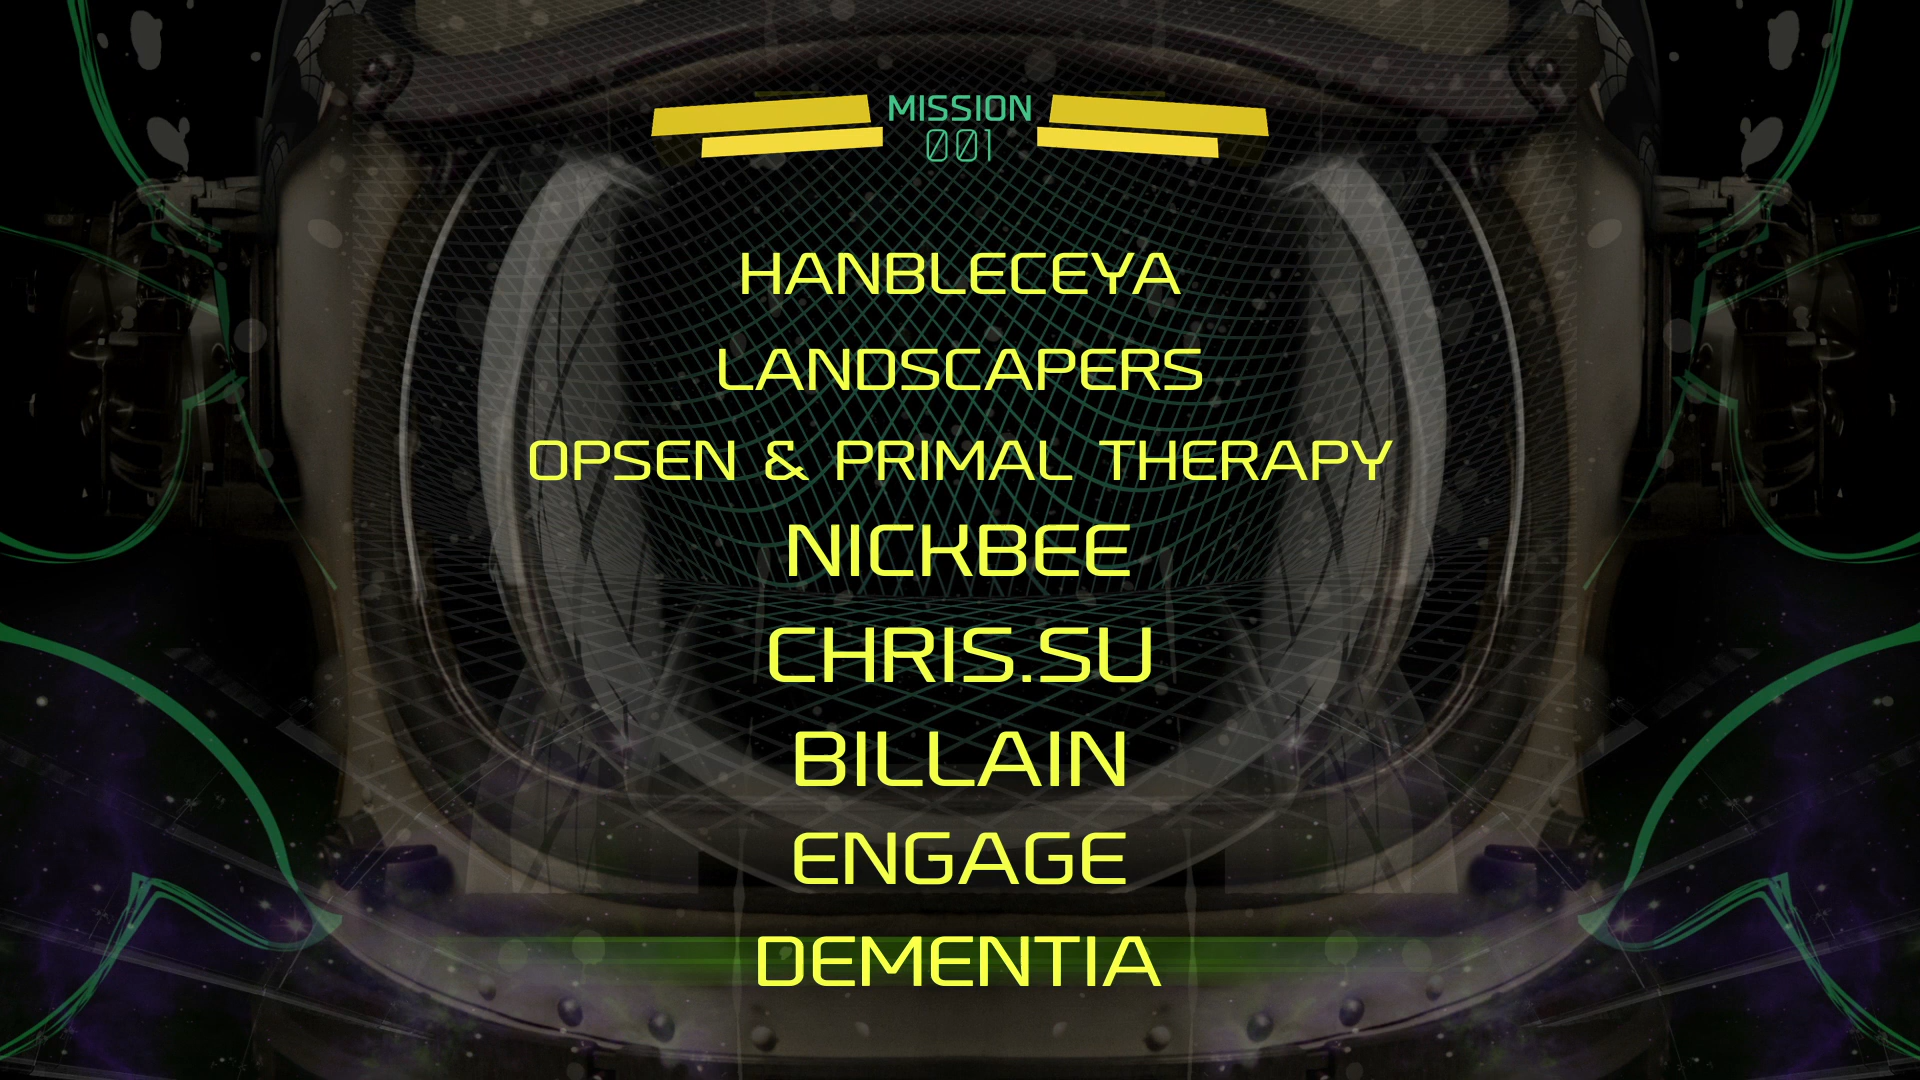 MISSION
001
HANBLECEYA
LANDSCAPERS
OPSEN & PRIMAL THERAPY
NICKBEE
CHRIS.SU
BILLAIN
ENGAGE
DEMENTIA